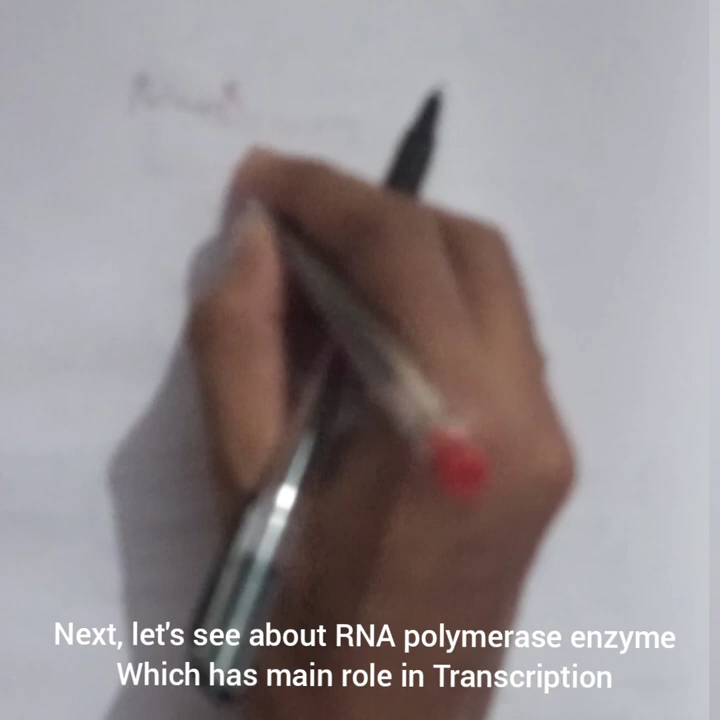 Next, let's see about RNA polymerase enzyme
Which has main role in Transcription